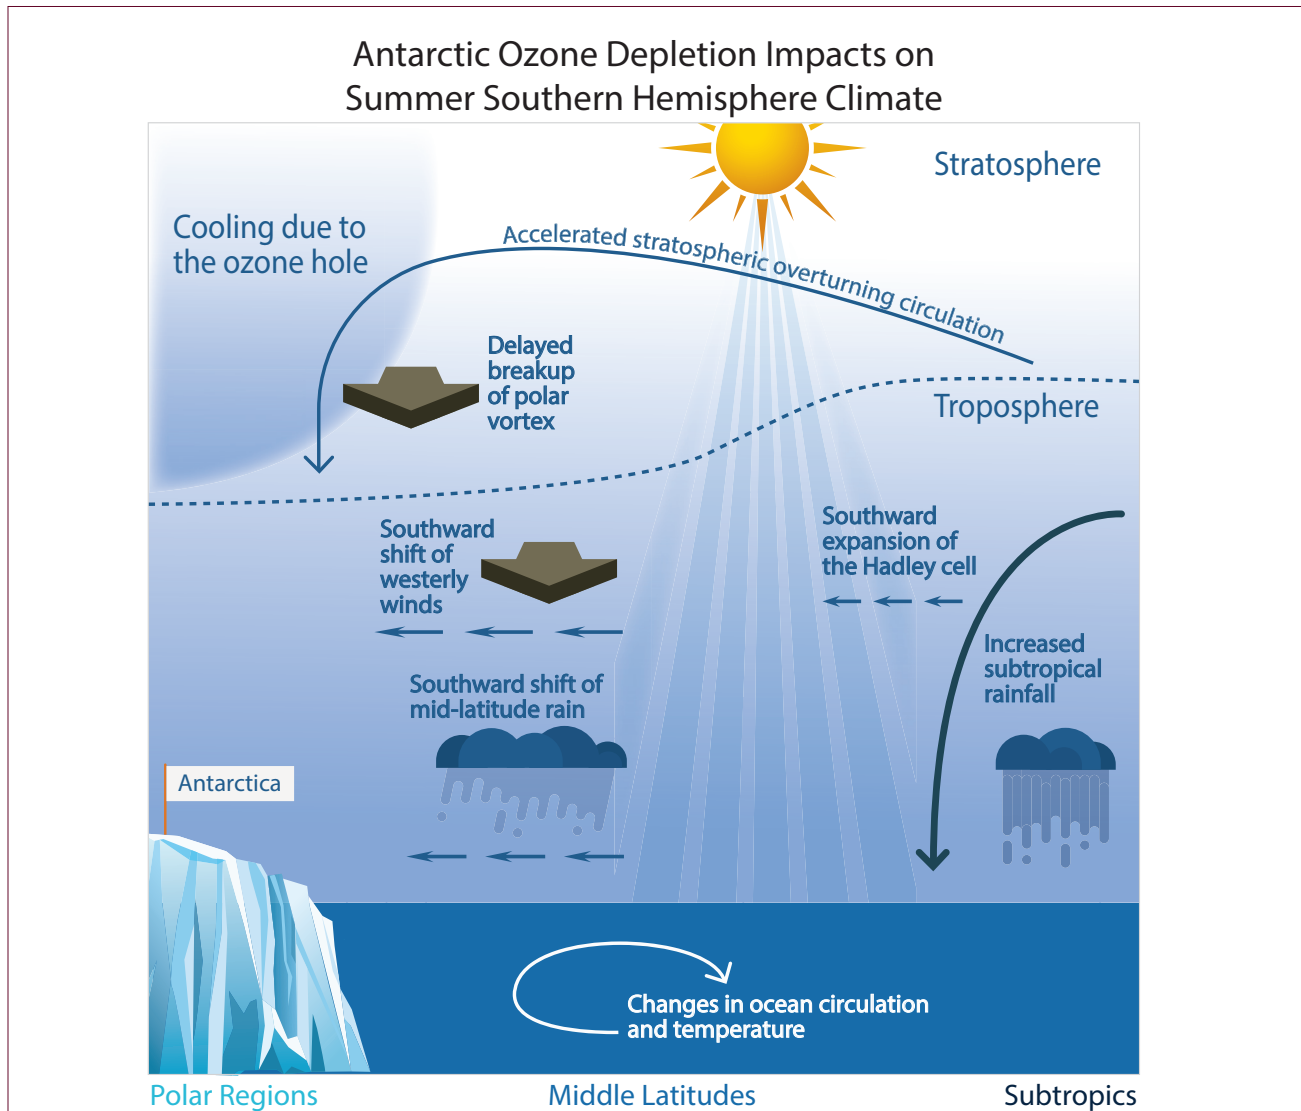 Antarctic Ozone Depletion Impacts on
Summer Southern Hemisphere Climate
Stratosphere
Cooling due to
the ozone hole
Accelerated stratospheric overturning circulation
Delayed
breakup
of polar
vortex
Troposphere
Southward
shift of
westerly
winds
Southward
expansion of
the Hadley cell
Increased
subtropical
rainfall
Southward shift of
mid-latitude rain
Antarctica
Changes in ocean circulation
and temperature
Polar Regions
Middle Latitudes
Subtropics